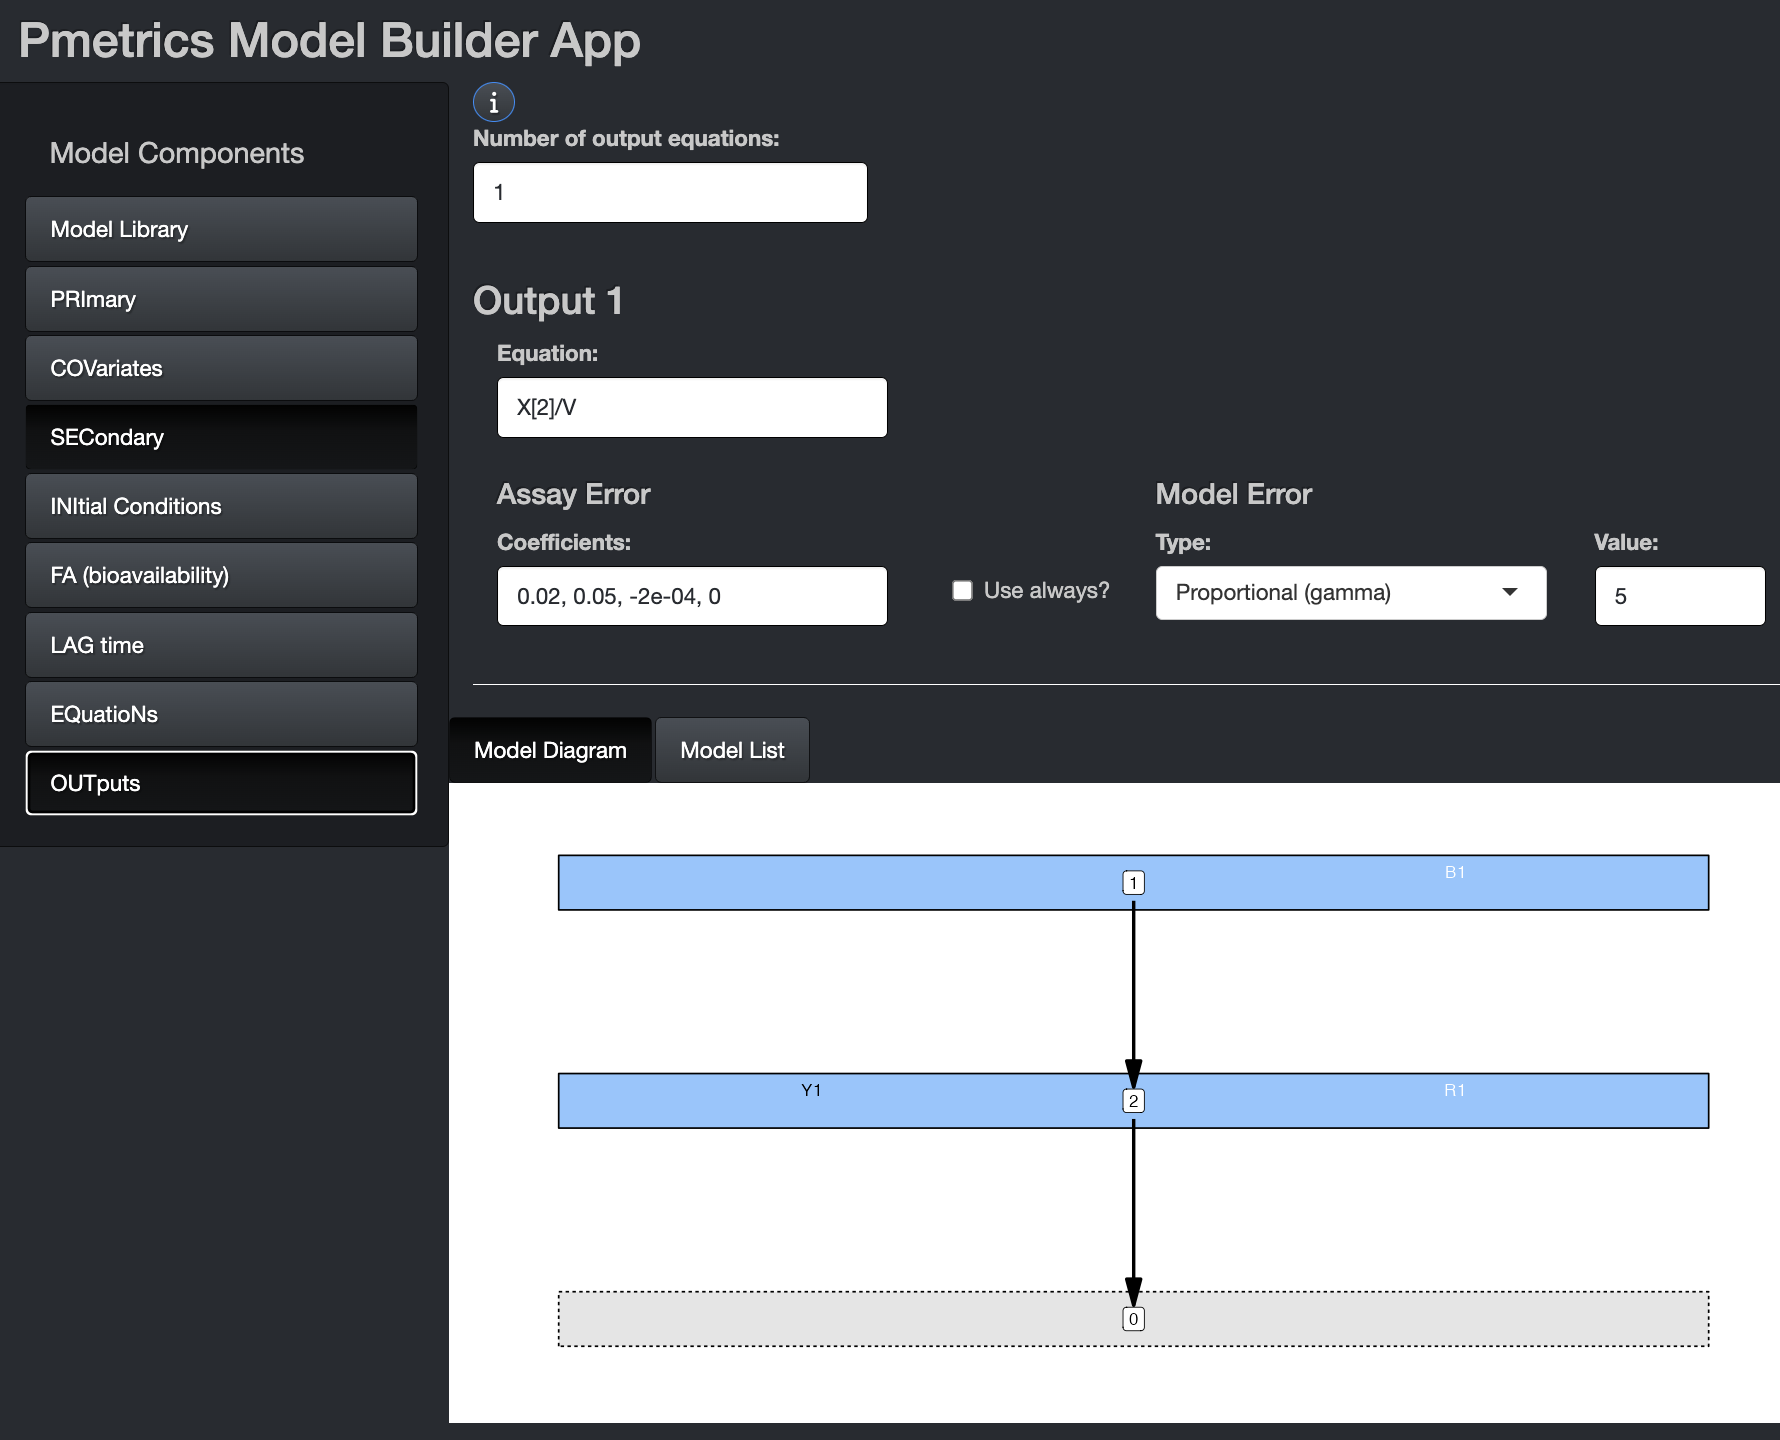 Pmetrics Model Builder App
Model Components
Model Library
PRImary
COVariates
SECondary
INItial Conditions
FA (bioavailability)
LAG time
EQuatioNs
OUTputs
i
Number of output equations:
1
Output 1
Equation:
X[2]/V
Assay Error
Model Error
Coefficients:
Type:
Value:
0.02, 0.05, -2e-04, 0
Use always?
Proportional (gamma)
5
Model Diagram
Model List
1
B1
Y1
2
R1
0